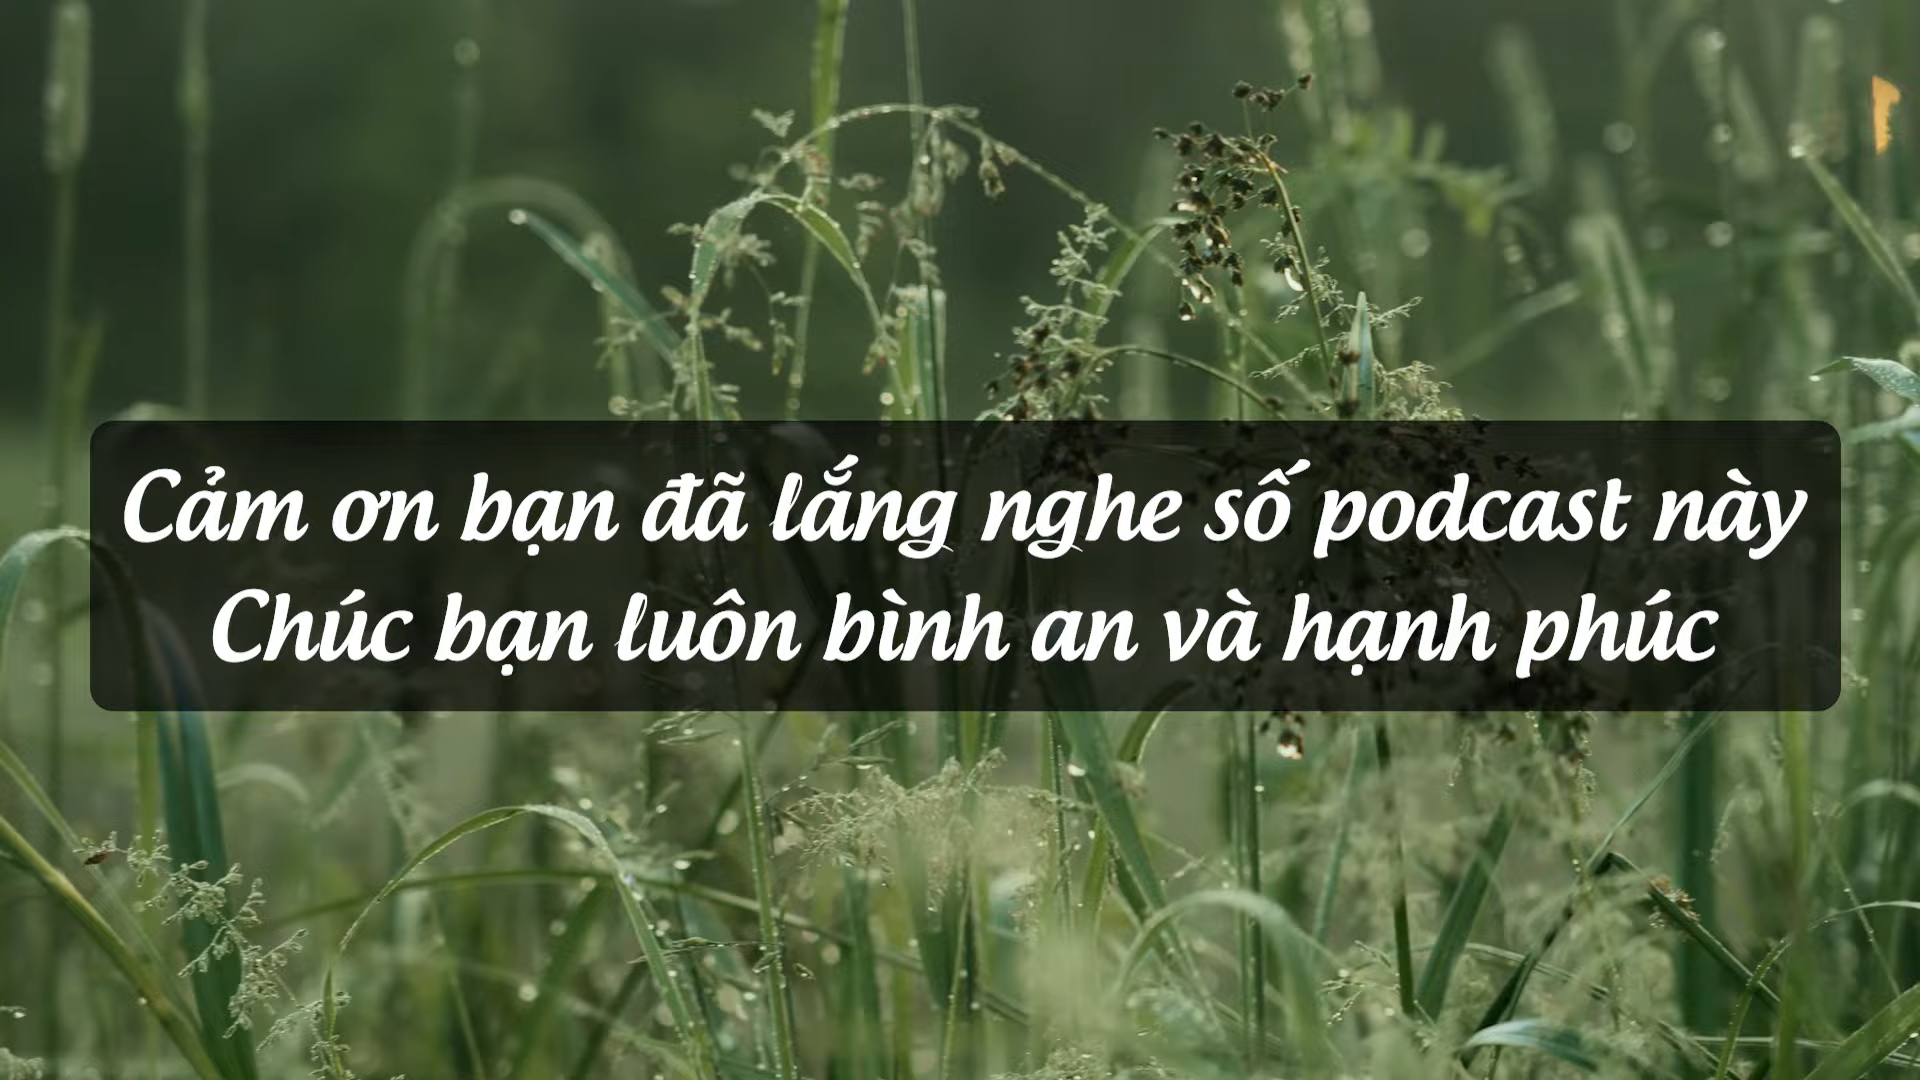 Cảm ơn bạn đã lắng nghe số podcast này
Chúc bạn luôn bình an và hạnh phúc